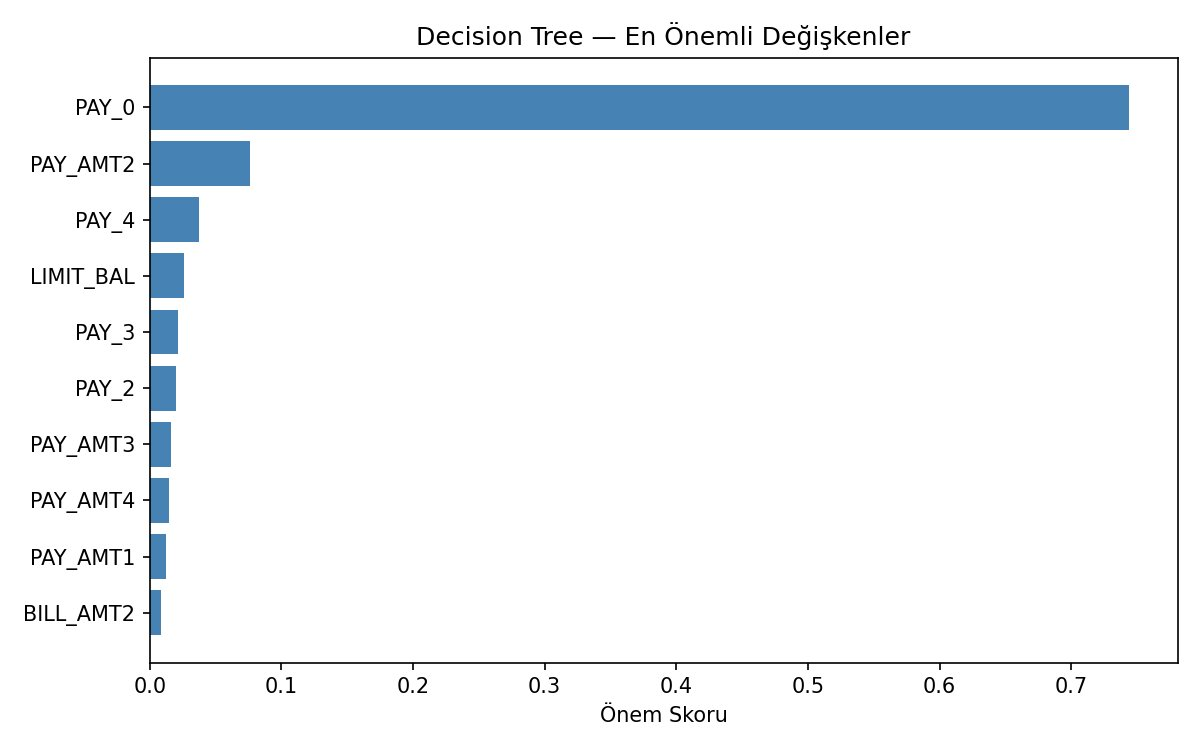 Decision Tree — En Önemli Değişkenler
PAY_0
PAY_AMT2
PAY_4
LIMIT_BAL
PAY_3
PAY_2
PAY_AMT3
PAY_AMT4
PAY_AMT1
BILL_AMT2
0.0 0.1 0.2 0.3 0.4 0.5 0.6 0.7
Önem Skoru